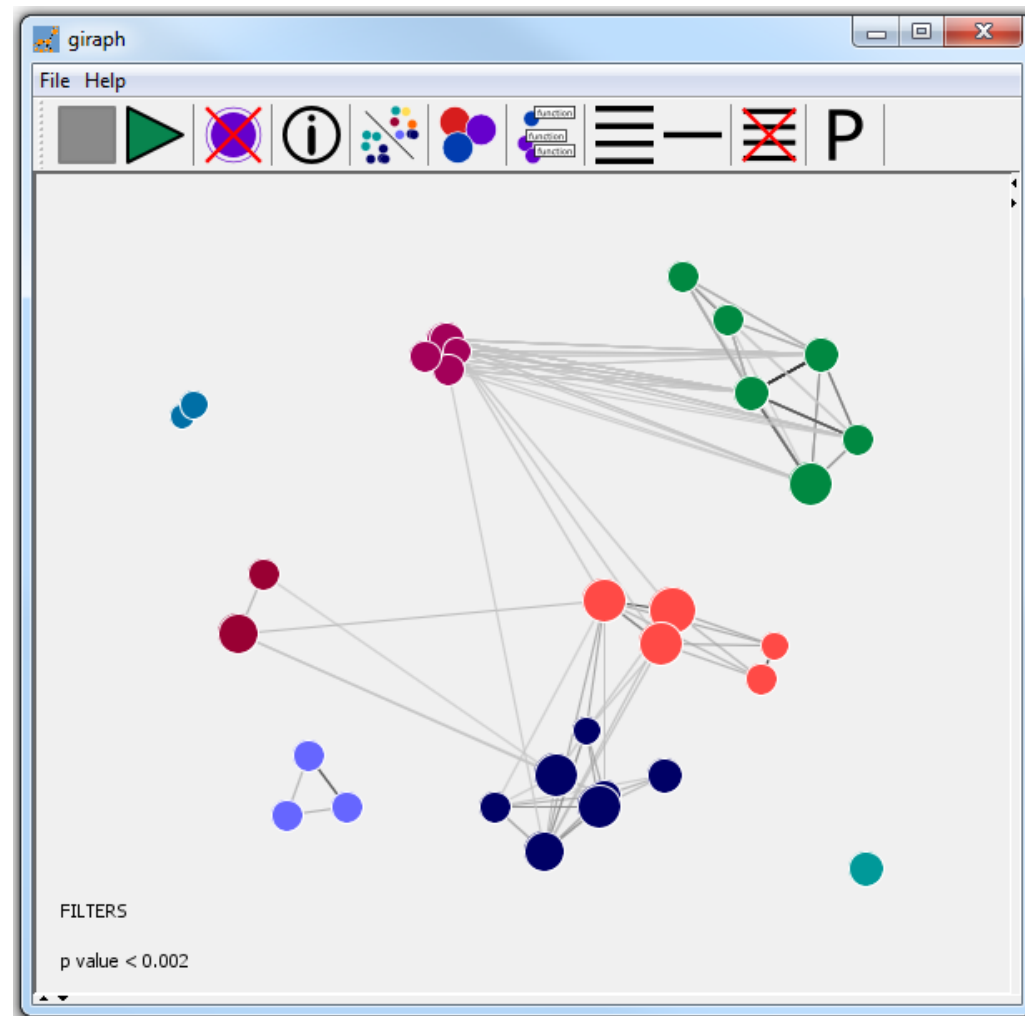 giraph
File Help
function
function
function
P
FILTERS
p value < 0.002